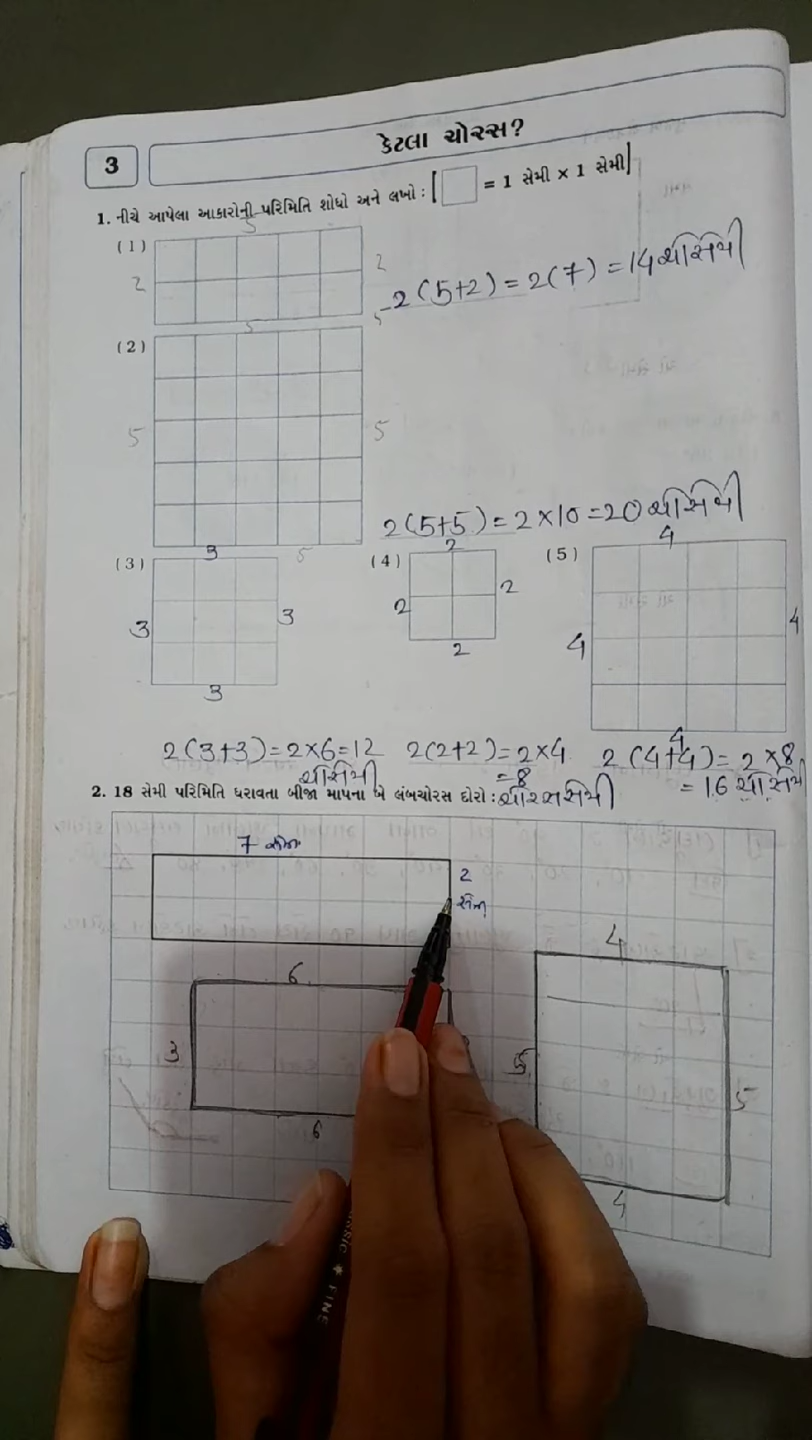 3
કેટલા ચોરસ?
1. નીચે આપેલા આકારોની પરિમિતિ શોધો અને લખો : [ = 1 સેમી × 1 સેમી]
(1)
5
2
2
5
2(5+2) = 2(7) = 14 ચોસેમી
(2)
5
5
5
2(5+5) = 2×10 = 20 ચોસેમી
(3)
3
3
3
3
2(3+3) = 2×6 = 12
ચોસેમી
(4)
2
2
2
2
2(2+2) = 2×4
= 8
ચોરસસેમી
(5)
4
4
4
4
2(4+4) = 2×8
= 16 ચોસેમી
2. 18 સેમી પરિમિતિ ધરાવતા બીજા માપના બે લંબચોરસ દોરો :
7 સેમી
2
સેમી
6
3
6
4
5
5
4
FINE